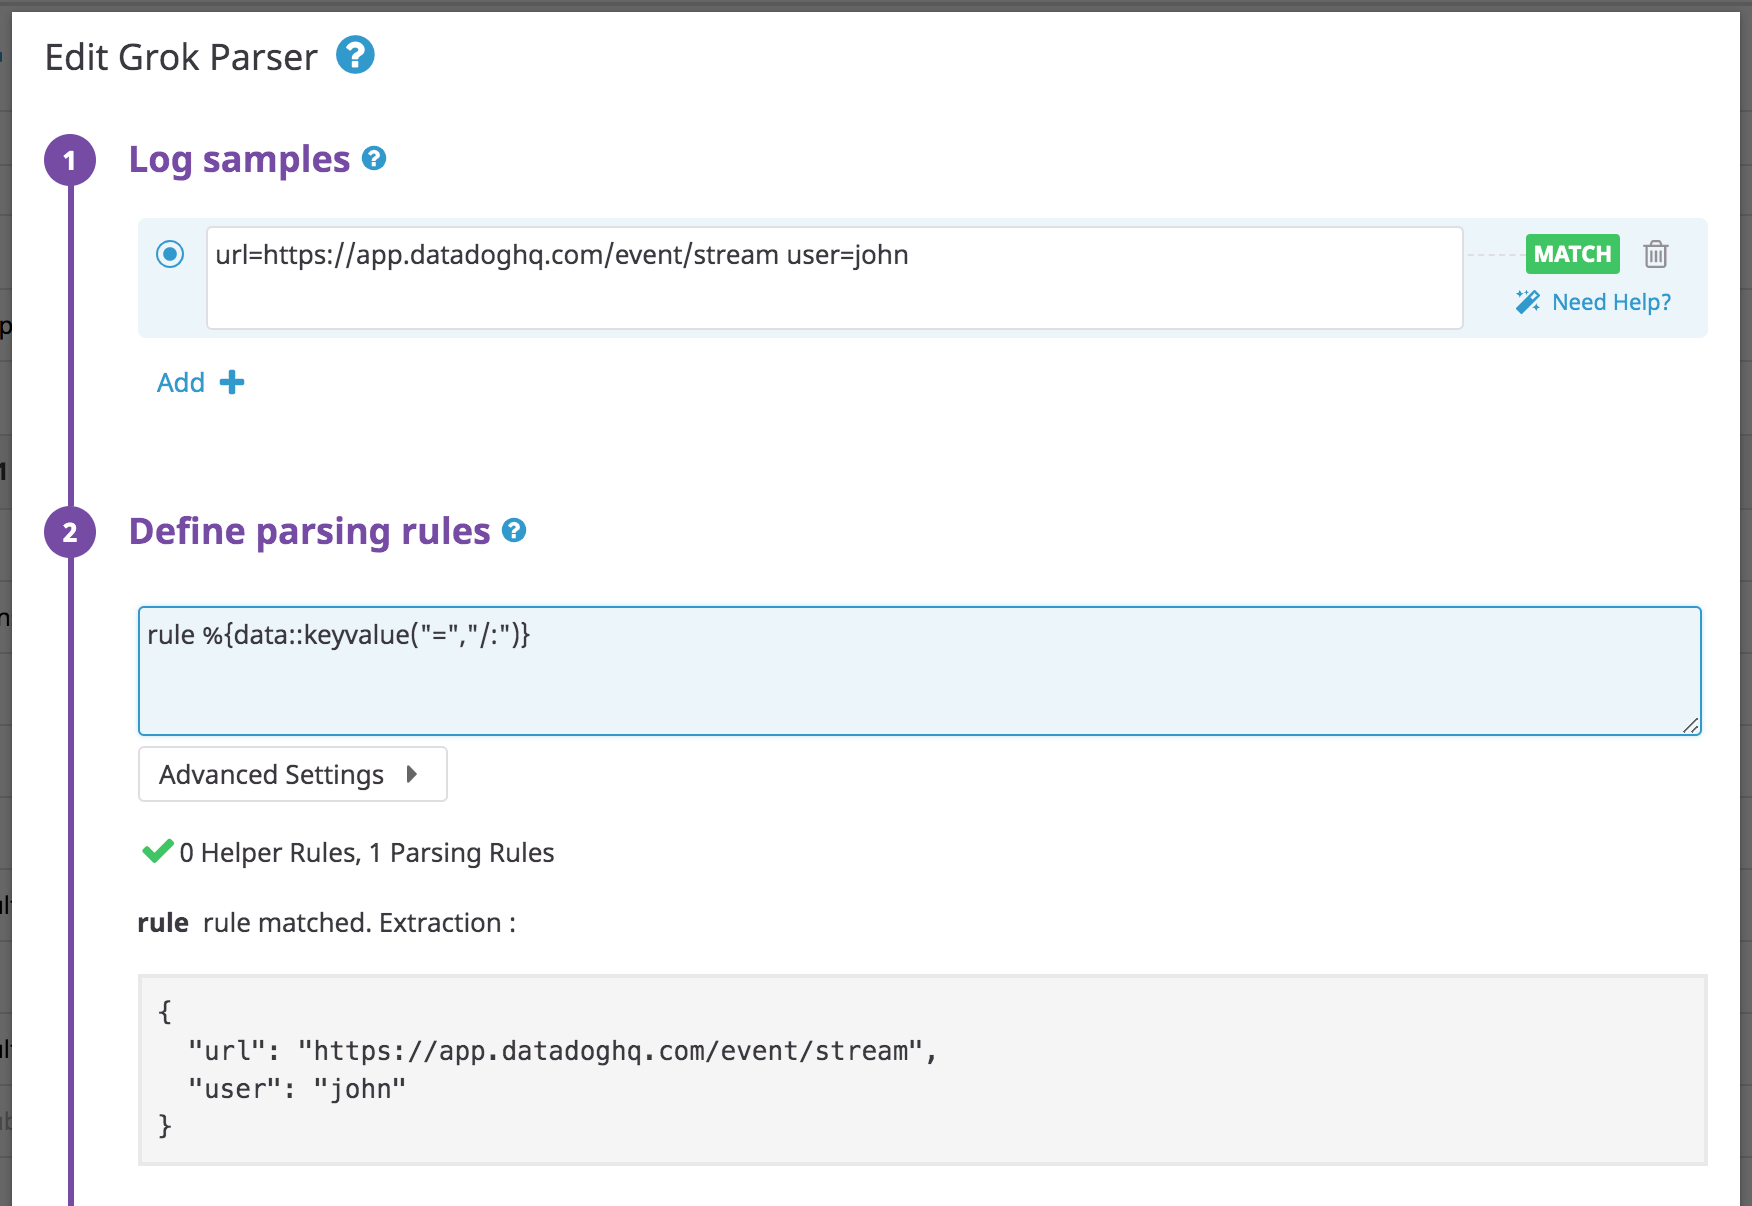 Edit Grok Parser ?
1 Log samples ?
url=https://app.datadoghq.com/event/stream user=john
MATCH
Need Help?
Add +
2 Define parsing rules ?
rule %{data::keyvalue("=","/:")}
Advanced Settings
0 Helper Rules, 1 Parsing Rules
rule rule matched. Extraction :
{
"url": "https://app.datadoghq.com/event/stream",
"user": "john"
}